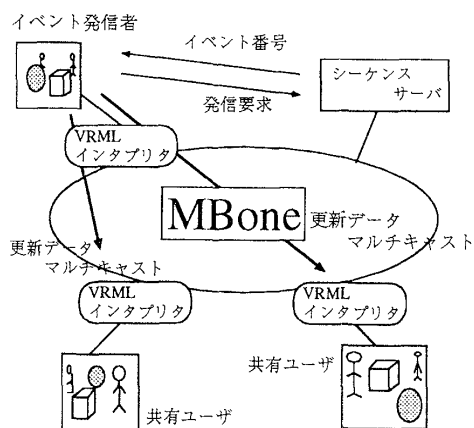 イベント発信者
イベント番号
発信要求
シーケンス
サーバ
VRML
インタプリタ
MBone
更新データ
マルチキャスト
更新データ
マルチキャスト
VRML
インタプリタ
VRML
インタプリタ
共有ユーザ
共有ユーザ